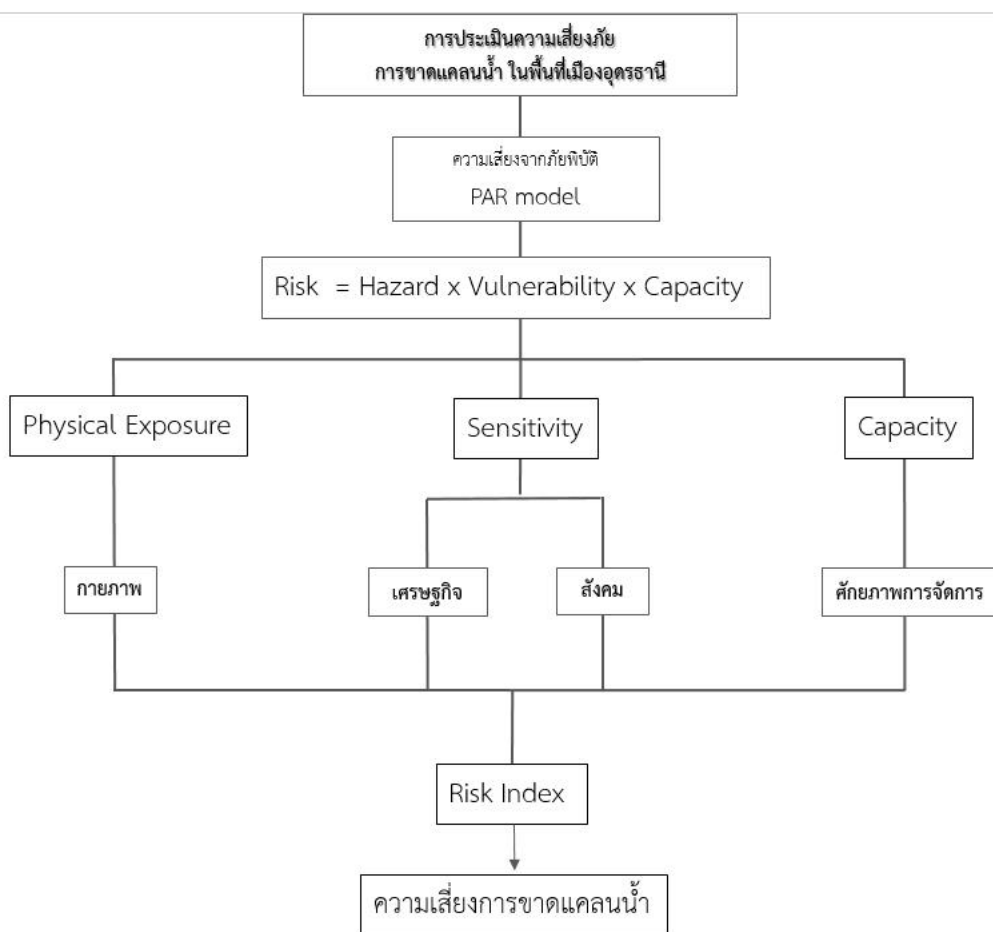 การประเมินความเสี่ยงภัย
การขาดแคลนน้ำ ในพื้นที่เมืองอุดรธานี
ความเสี่ยงจากภัยพิบัติ
PAR model
Risk = Hazard x Vulnerability x Capacity
Physical Exposure
Sensitivity
Capacity
กายภาพ
เศรษฐกิจ
สังคม
ศักยภาพการจัดการ
Risk Index
ความเสี่ยงการขาดแคลนน้ำ